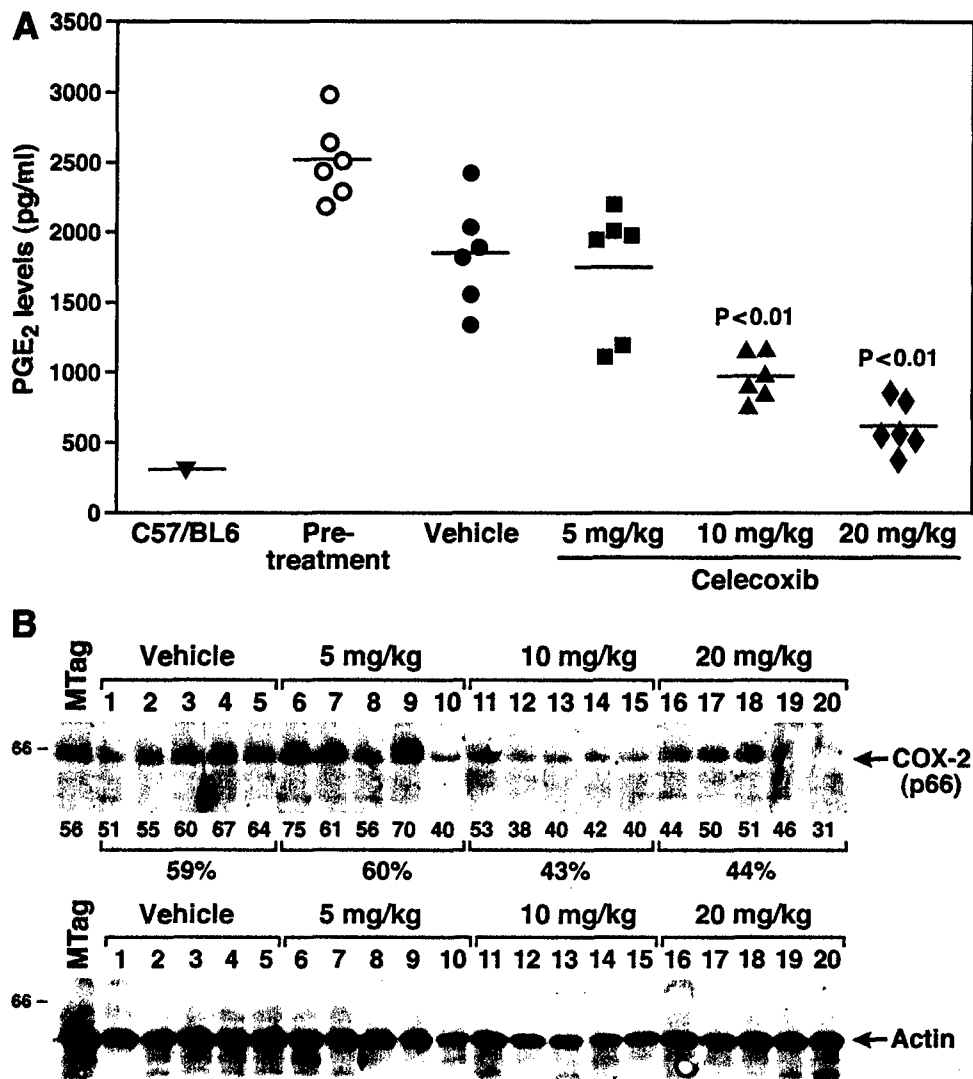 A
3500
3000
2500
2000
1500
1000
500
0
PGE2 levels (pg/ml)
P<0.01
P<0.01
C57/BL6 Pre-treatment Vehicle 5 mg/kg 10 mg/kg 20 mg/kg
Celecoxib
B
MTag Vehicle 5 mg/kg 10 mg/kg 20 mg/kg
1 2 3 4 5 6 7 8 9 10 11 12 13 14 15 16 17 18 19 20
66 –
COX-2
(p66)
56 51 55 60 67 64 75 61 56 70 40 53 38 40 42 40 44 50 51 46 31
59% 60% 43% 44%
MTag Vehicle 5 mg/kg 10 mg/kg 20 mg/kg
1 2 3 4 5 6 7 8 9 10 11 12 13 14 15 16 17 18 19 20
66 –
Actin